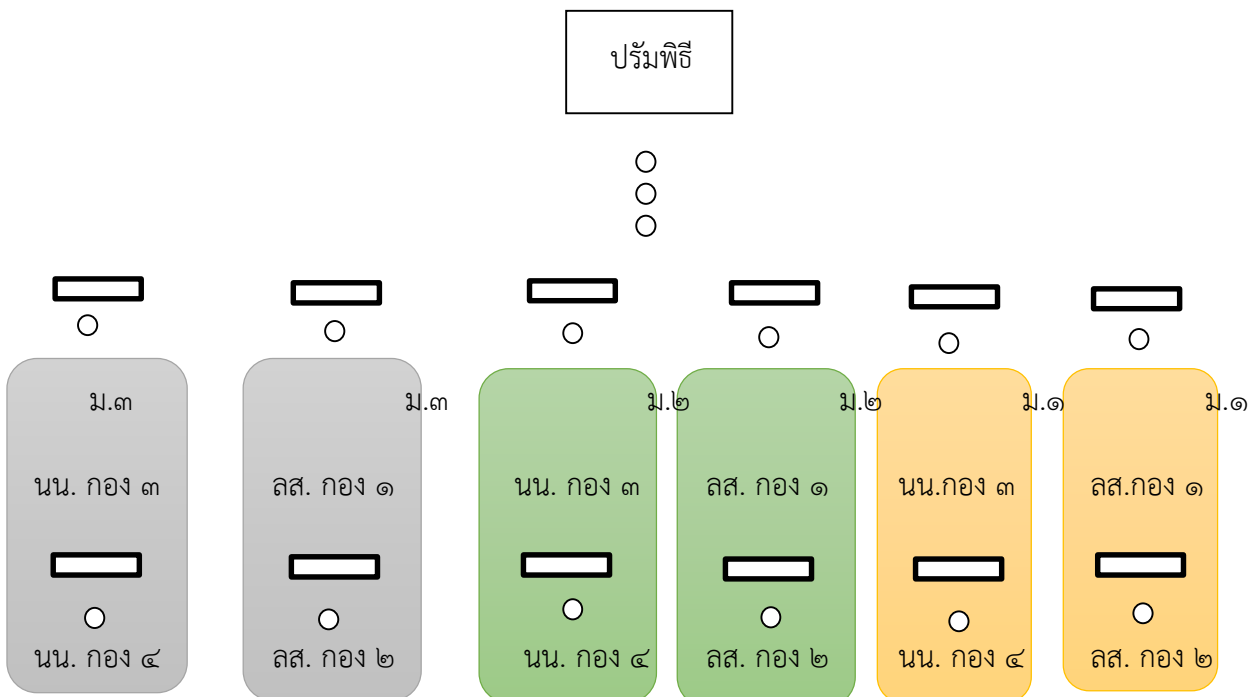 ปรัมพิธี
ม.๓
ม.๓
ม.๒
ม.๒
ม.๑
ม.๑
นน. กอง ๓
ลส. กอง ๑
นน. กอง ๓
ลส. กอง ๑
นน.กอง ๓
ลส.กอง ๑
นน. กอง ๔
ลส. กอง ๒
นน. กอง ๔
ลส. กอง ๒
นน. กอง ๔
ลส. กอง ๒